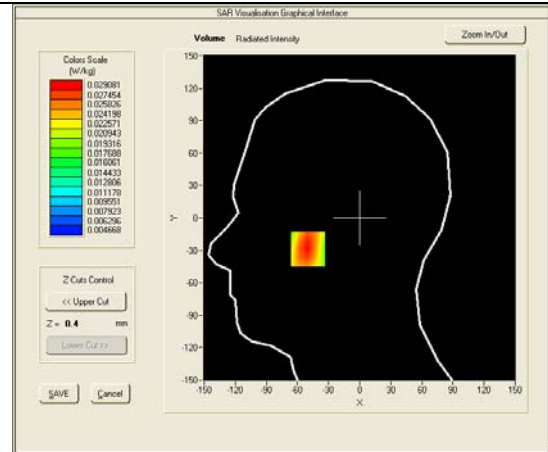 SAR Visualisation Graphical Interface
Volume Radiated Intensity
Zoom In/Out
Colors Scale
(W/kg)
0.029081
0.027454
0.025826
0.024198
0.022571
0.020943
0.019316
0.017688
0.016061
0.014433
0.012806
0.011178
0.009551
0.007923
0.006296
0.004668
Z Cuts Control
<< Upper Cut
Z = 0.4 mm
Lower Cut >>
SAVE Cancel
150
120
90
60
30
0
-30
-60
-90
-120
-150
Y
-150 -120 -90 -60 -30 0 30 60 90 120 150
X